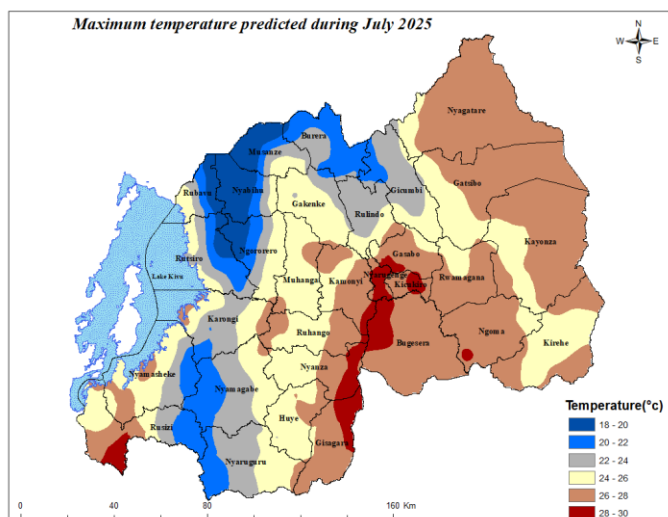 Maximum temperature predicted during July 2025
N
W E
S
Nyagatare
Burera
Musanze
Gicumbi
Rubavu
Nyabihu
Gatsibo
Gakenke
Rulindo
Kayonza
Ngororero
Rutsiro
Gasabo
Lake Kivu
Nyarugenge
Rwamagana
Muhanga
Kamonyi
Kicukiro
Karongi
Ruhango
Ngoma
Bugesera
Kirehe
Nyamasheke
Nyanza
Nyamagabe
Huye
Rusizi
Gisagara
Nyaruguru
Temperature(°c)
18 - 20
20 - 22
22 - 24
24 - 26
26 - 28
28 - 30
0 40 80 160 Km